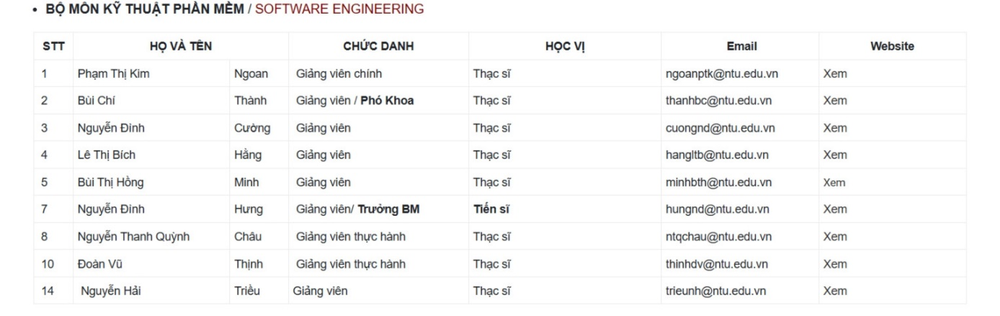 • BỘ MÔN KỸ THUẬT PHẦN MỀM / SOFTWARE ENGINEERING
STT HỌ VÀ TÊN CHỨC DANH HỌC VỊ Email Website
1 Phạm Thị Kim Ngoan Giảng viên chính Thạc sĩ ngoanptk@ntu.edu.vn Xem
2 Bùi Chí Thành Giảng viên / Phó Khoa Thạc sĩ thanhbc@ntu.edu.vn Xem
3 Nguyễn Đình Cường Giảng viên Thạc sĩ cuongnd@ntu.edu.vn Xem
4 Lê Thị Bích Hằng Giảng viên Thạc sĩ hangltb@ntu.edu.vn Xem
5 Bùi Thị Hồng Minh Giảng viên Thạc sĩ minhbth@ntu.edu.vn Xem
7 Nguyễn Đình Hưng Giảng viên/ Trưởng BM Tiến sĩ hungnd@ntu.edu.vn Xem
8 Nguyễn Thanh Quỳnh Châu Giảng viên thực hành Thạc sĩ ntqchau@ntu.edu.vn Xem
10 Đoàn Vũ Thịnh Giảng viên thực hành Thạc sĩ thinhdv@ntu.edu.vn Xem
14 Nguyễn Hải Triều Giảng viên Thạc sĩ trieunh@ntu.edu.vn Xem